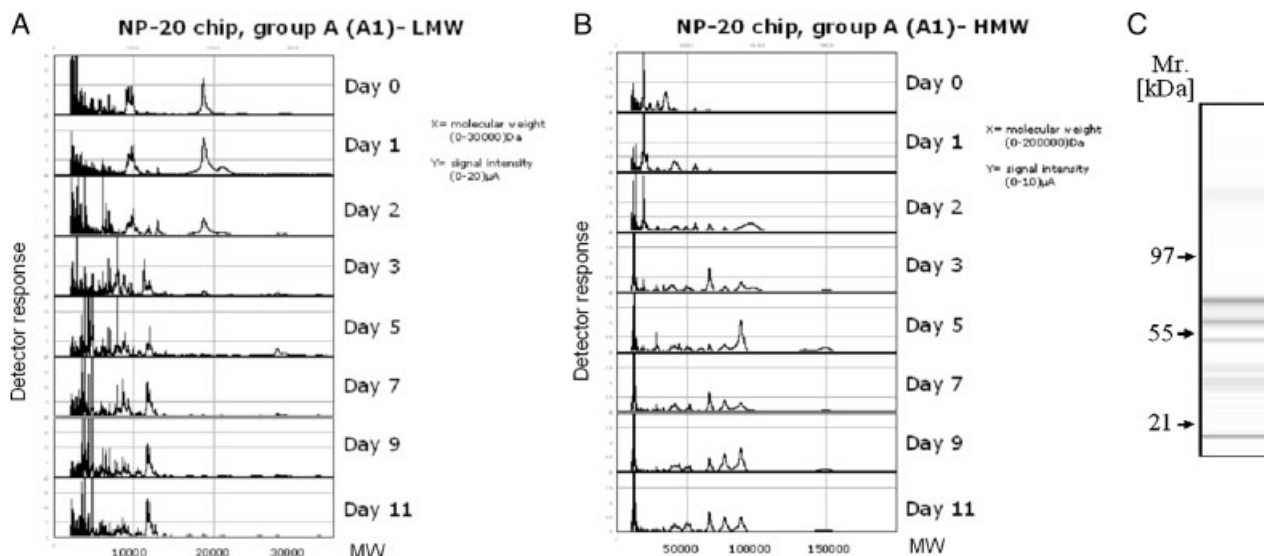 A
NP-20 chip, group A (A1)- LMW
Day 0
Day 1
Day 2
Day 3
Day 5
Day 7
Day 9
Day 11
X= molecular weight
(0-30000)Da
Y= signal intensity
(0-20)µA
Detector response
10000 20000 30000 MW
B
NP-20 chip, group A (A1)- HMW
Day 0
Day 1
Day 2
Day 3
Day 5
Day 7
Day 9
Day 11
X= molecular weight
(0-200000)Da
Y= signal intensity
(0-10)µA
Detector response
50000 100000 150000 MW
C
Mr.
[kDa]
97
55
21